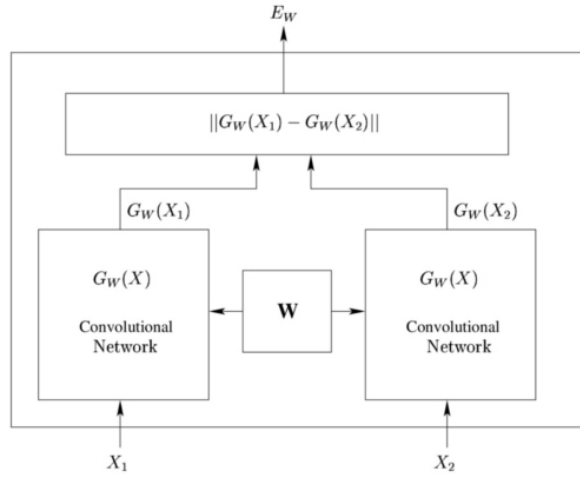 E_W
||G_W(X_1) − G_W(X_2)||
G_W(X_1)
G_W(X_2)
G_W(X)
Convolutional
Network
W
G_W(X)
Convolutional
Network
X_1
X_2